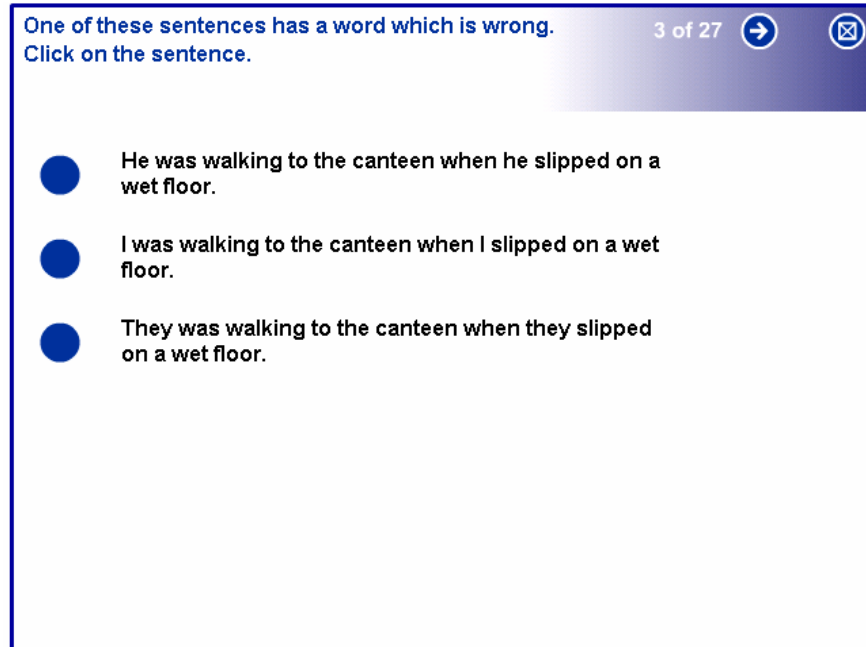 One of these sentences has a word which is wrong.
Click on the sentence.
3 of 27
He was walking to the canteen when he slipped on a
wet floor.
I was walking to the canteen when I slipped on a wet
floor.
They was walking to the canteen when they slipped
on a wet floor.